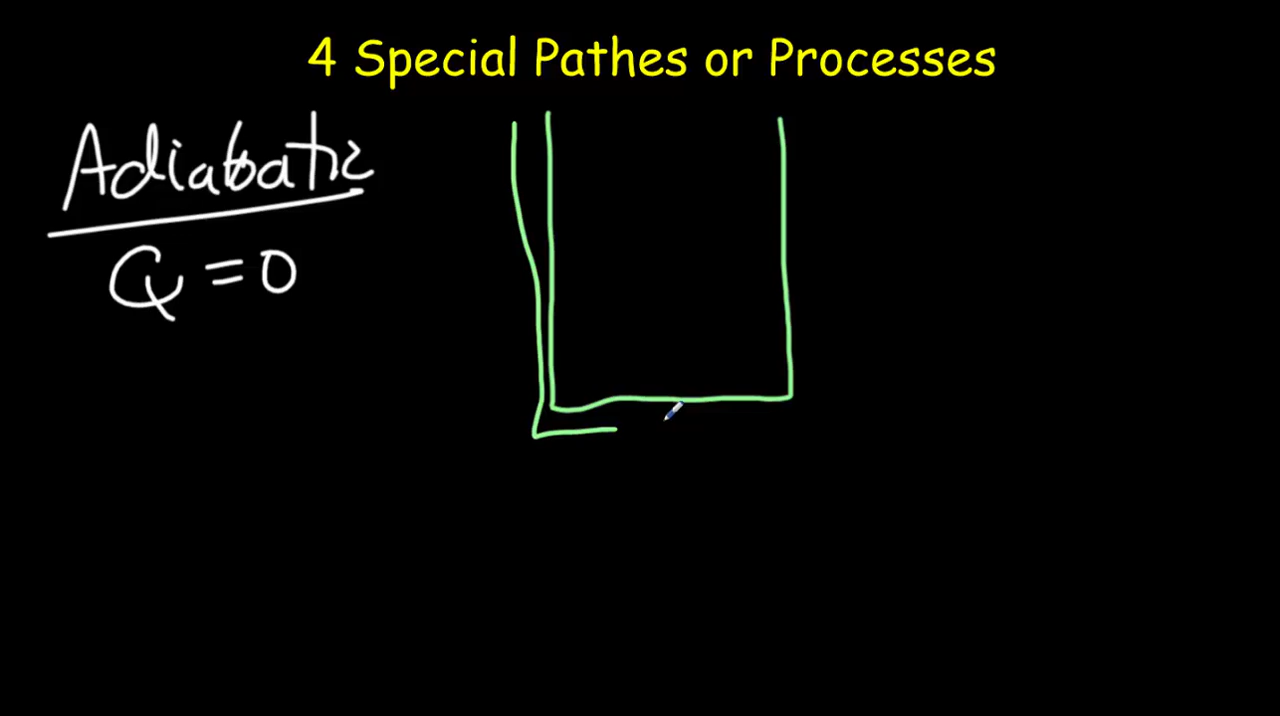 4 Special Pathes or Processes
Adiabatic
Q = 0